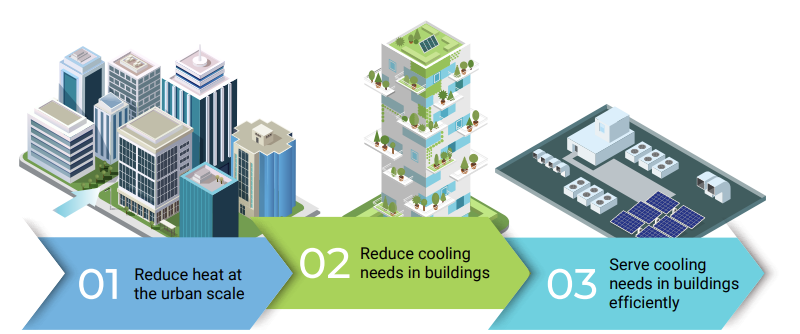 01
Reduce heat at
the urban scale
02
Reduce cooling
needs in buildings
03
Serve cooling
needs in buildings
efficiently